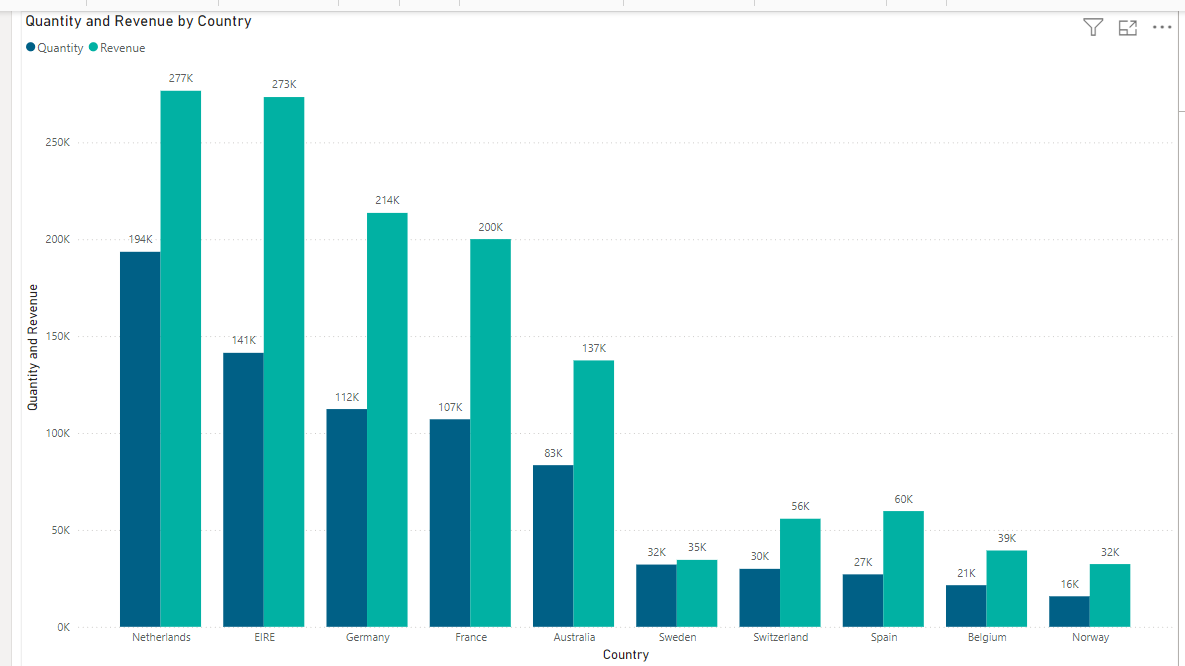 Quantity and Revenue by Country
Quantity Revenue
277K
273K
250K
214K
200K
200K
194K
150K
141K
137K
112K
107K
100K
83K
60K
56K
50K
39K
35K
32K
32K
30K
27K
21K
16K
0K
Quantity and Revenue
Netherlands EIRE Germany France Australia Sweden Switzerland Spain Belgium Norway
Country